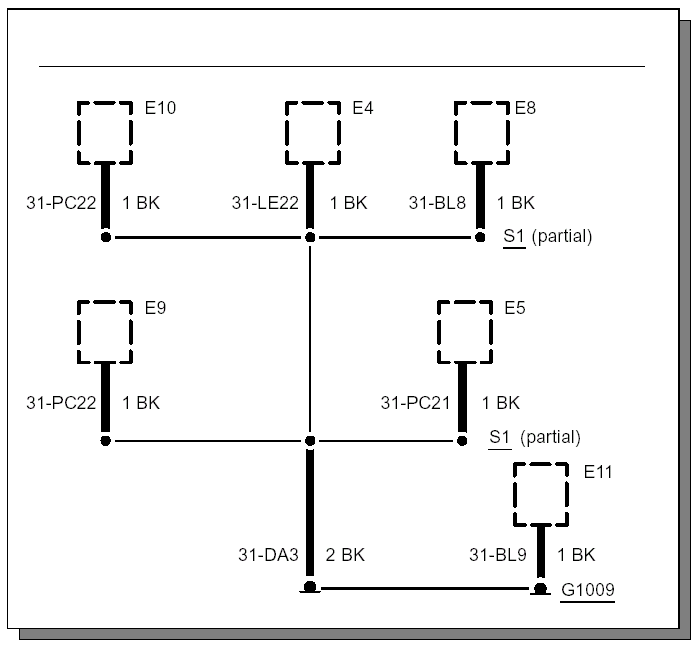 E10 E4 E8
31-PC22 1 BK 31-LE22 1 BK 31-BL8 1 BK
S1 (partial)
E9 E5
31-PC22 1 BK 31-PC21 1 BK
S1 (partial)
E11
31-DA3 2 BK 31-BL9 1 BK
G1009